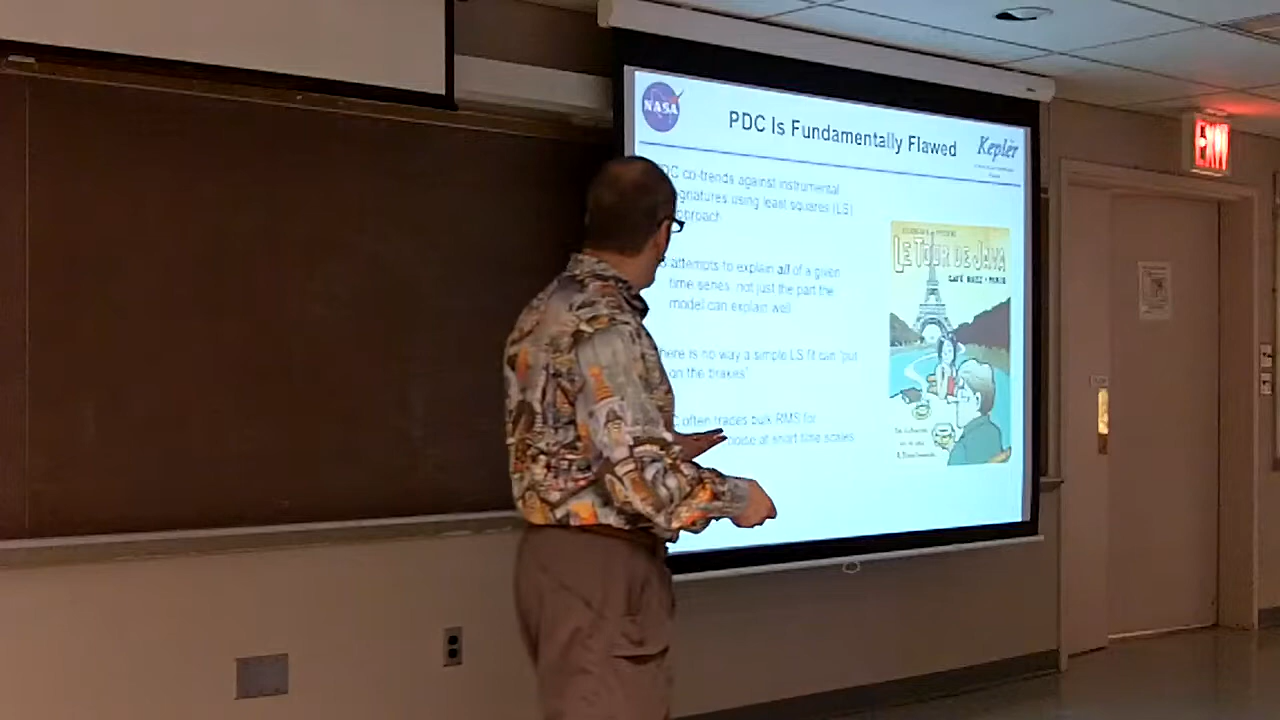 NASA
PDC Is Fundamentally Flawed
Kepler
co-trends against instrumental
using least squares (LS)
attempts to explain all of a given
time series, not just the part the
model can explain well
there is no way a simple LS fit can 'put
on the brakes'
often trades bulk RMS for
noise at short time scales
LE TOUR DE JAVA
CAFE BUZZ • PARIS
EXIT